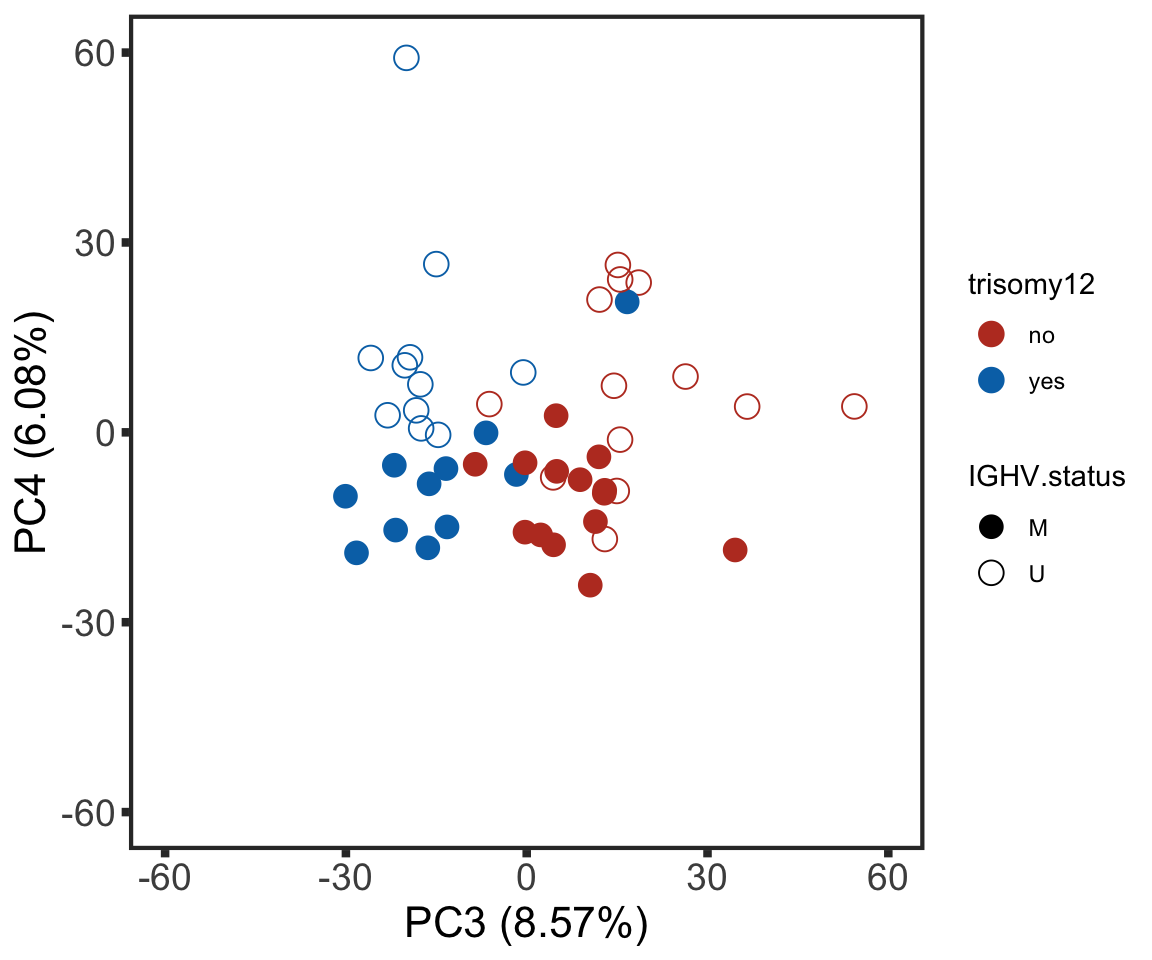 60
30
0
-30
-60
PC4 (6.08%)
-60
-30
0
30
60
PC3 (8.57%)
trisomy12
no
yes
IGHV.status
M
U